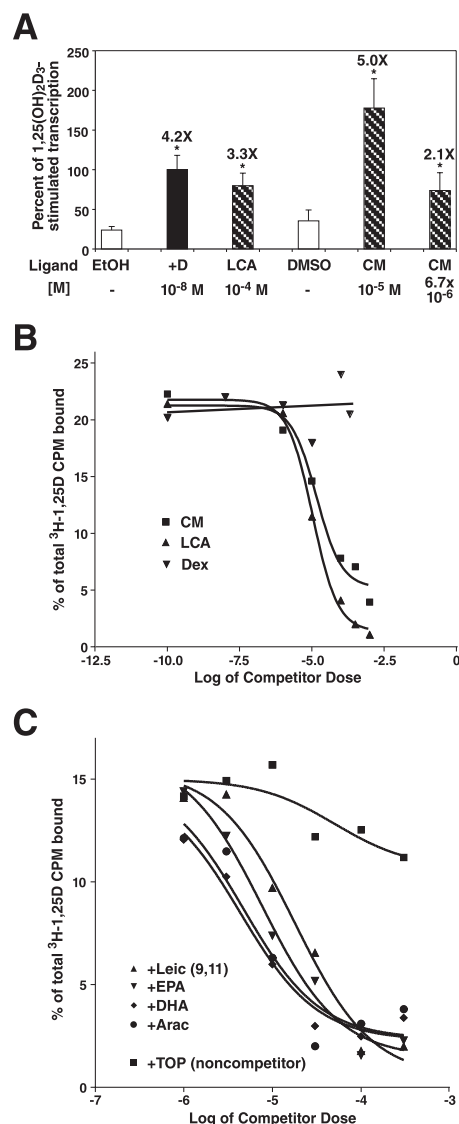 A
Percent of 1,25(OH)2D3-
stimulated transcription
250
200
150
100
50
0
4.2X
*
3.3X
*
5.0X
*
2.1X
*
Ligand EtOH +D LCA DMSO CM CM
[M] - 10-8 M 10-4 M - 10-5 M 6.7x
10-6
B
% of total 3H-1,25D CPM bound
25
20
15
10
5
0
CM
LCA
Dex
-12.5 -10.0 -7.5 -5.0 -2.5 0
Log of Competitor Dose
C
% of total 3H-1,25D CPM bound
15
10
5
0
+Leic (9,11)
+EPA
+DHA
+Arac
+TOP (noncompetitor)
-7 -6 -5 -4 -3
Log of Competitor Dose